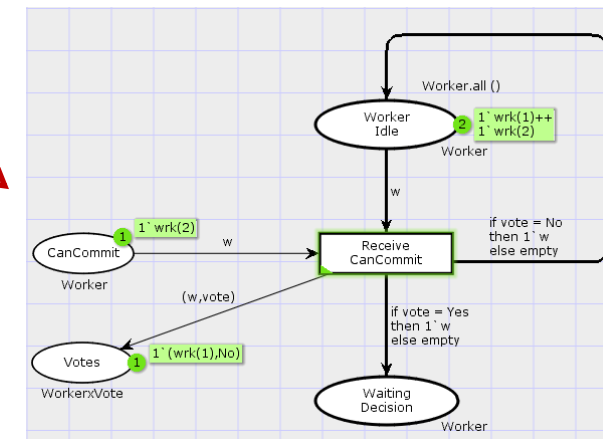 Worker.all ()
Worker
Idle
2
1`wrk(1)++
1`wrk(2)
Worker
w
1`wrk(2)
1
CanCommit
Worker
w
Receive
CanCommit
if vote = No
then 1`w
else empty
(w,vote)
if vote = Yes
then 1`w
else empty
Votes
1
1`(wrk(1),No)
WorkerxVote
Waiting
Decision
Worker